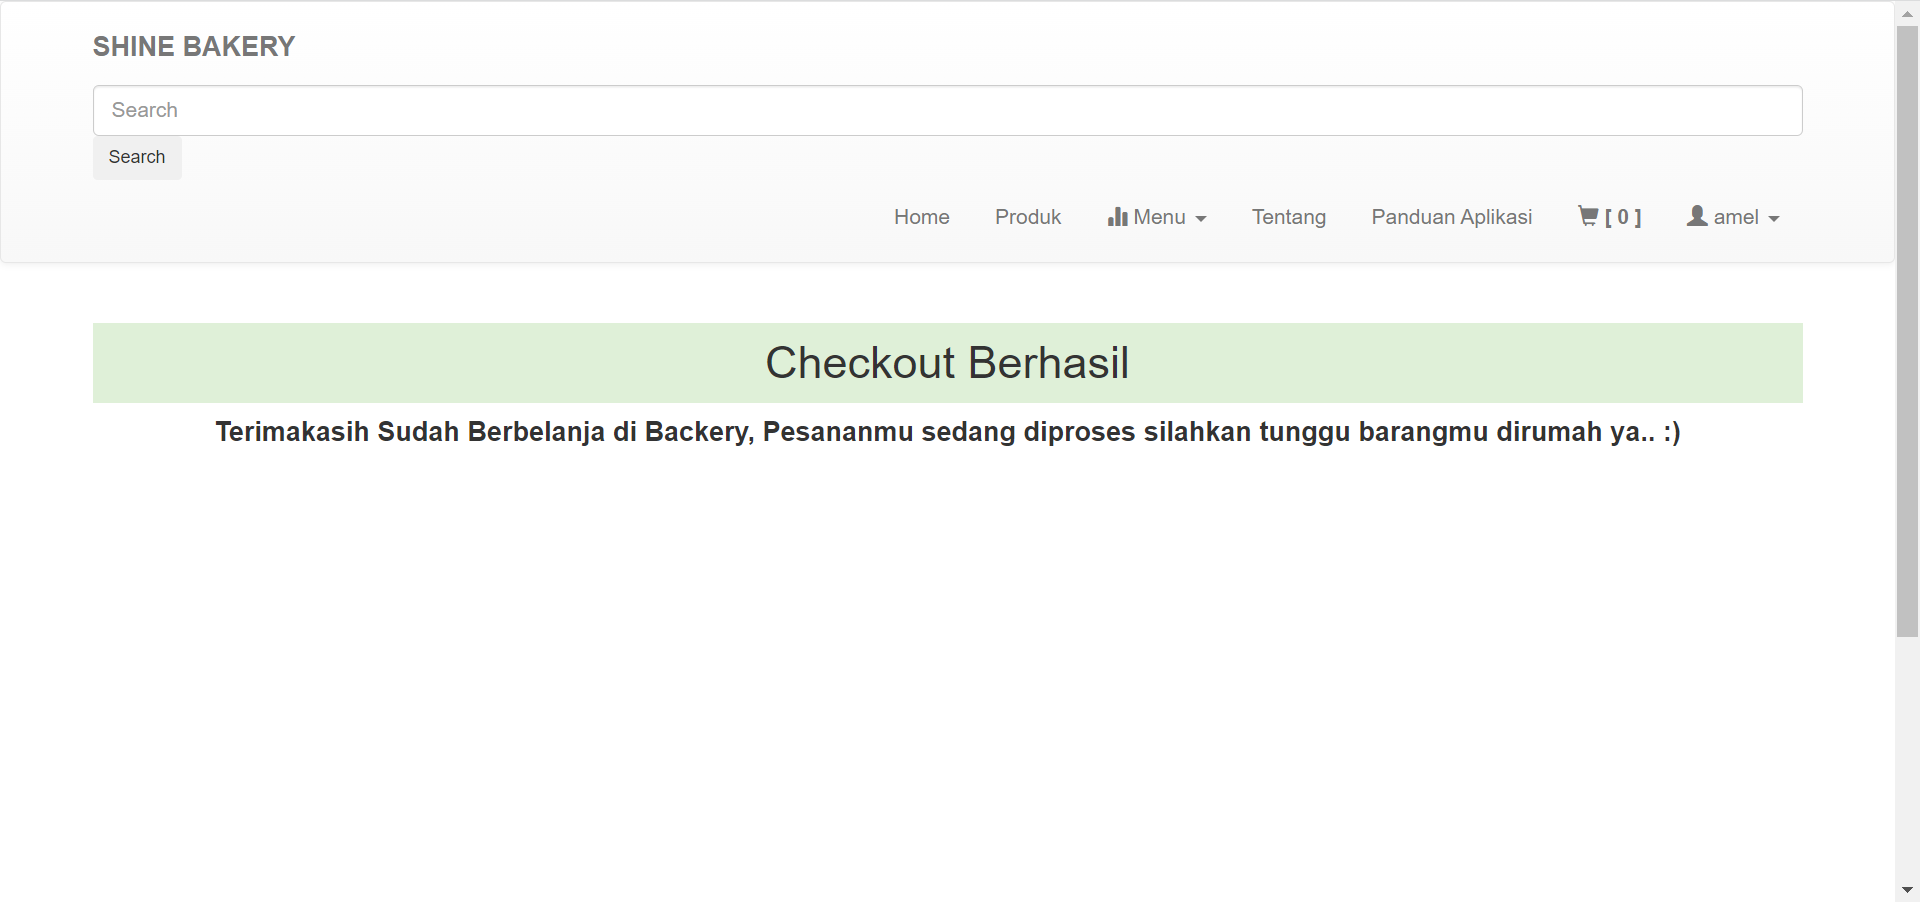 SHINE BAKERY
Search
Search
Home Produk Menu Tentang Panduan Aplikasi [ 0 ] amel
Checkout Berhasil
Terimakasih Sudah Berbelanja di Backery, Pesananmu sedang diproses silahkan tunggu barangmu dirumah ya.. :)